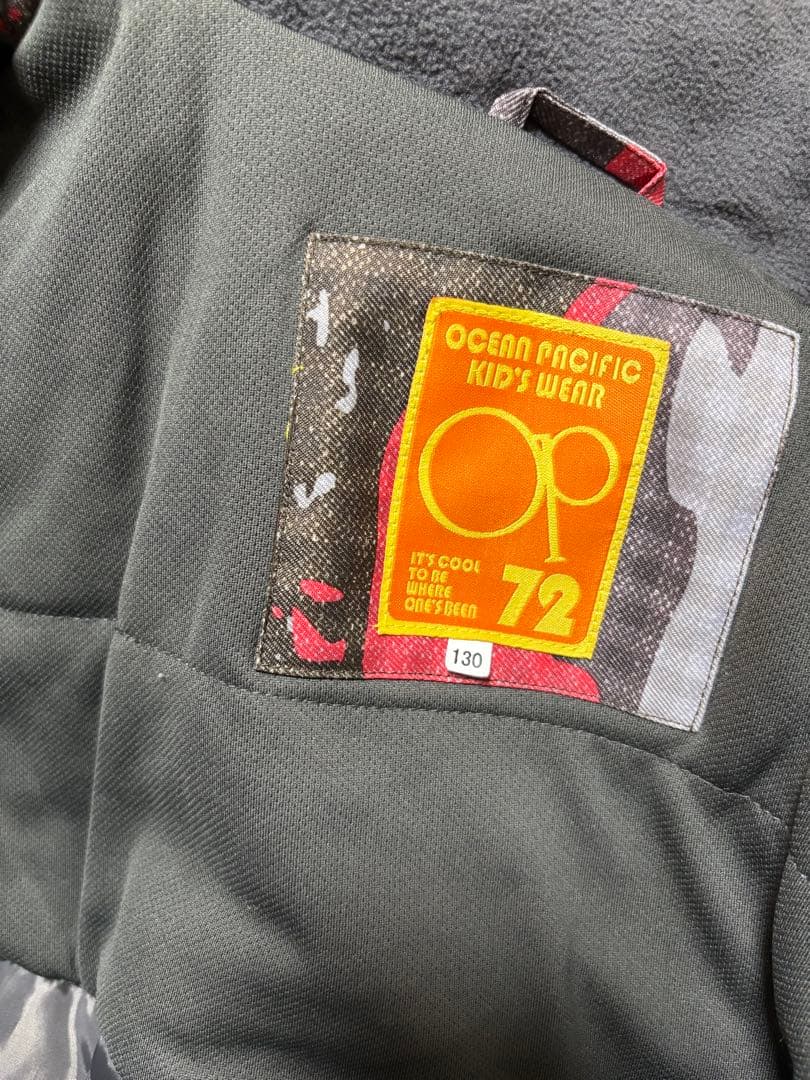 OCEAN PACIFIC
KID'S WEAR
Op
IT'S COOL
TO BE
WHERE
ONE'S BEEN
72
130